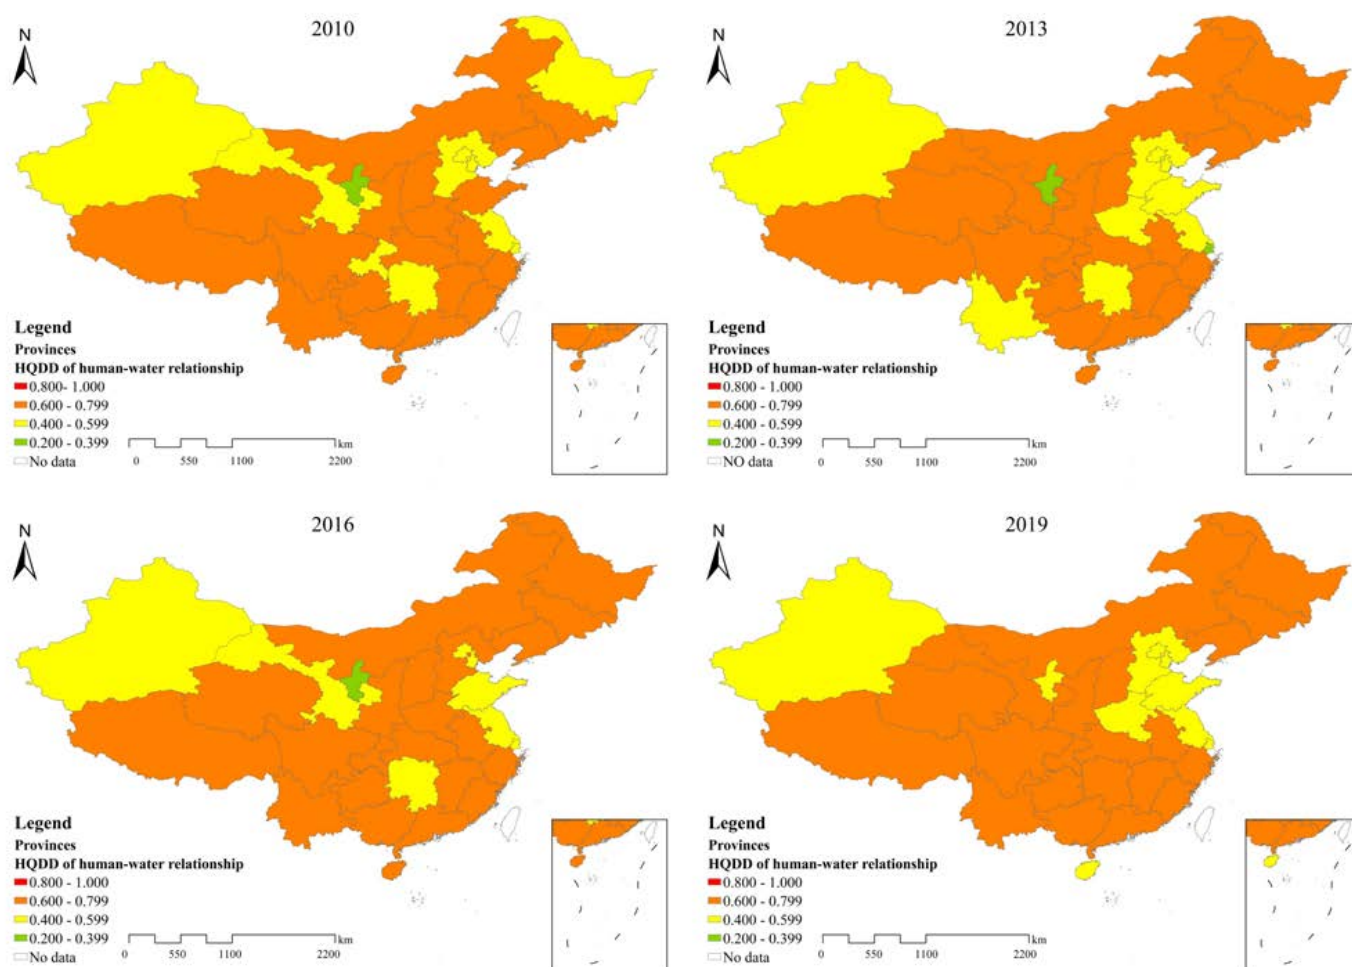 2010
N
Legend
Provinces
HQDD of human-water relationship
0.800 - 1.000
0.600 - 0.799
0.400 - 0.599
0.200 - 0.399
No data
km
0 550 1100 2200
2013
N
Legend
Provinces
HQDD of human-water relationship
0.800 - 1.000
0.600 - 0.799
0.400 - 0.599
0.200 - 0.399
NO data
km
0 550 1100 2200
2016
N
Legend
Provinces
HQDD of human-water relationship
0.800 - 1.000
0.600 - 0.799
0.400 - 0.599
0.200 - 0.399
No data
km
0 550 1100 2200
2019
N
Legend
Provinces
HQDD of human-water relationship
0.800 - 1.000
0.600 - 0.799
0.400 - 0.599
0.200 - 0.399
No data
km
0 550 1100 2200